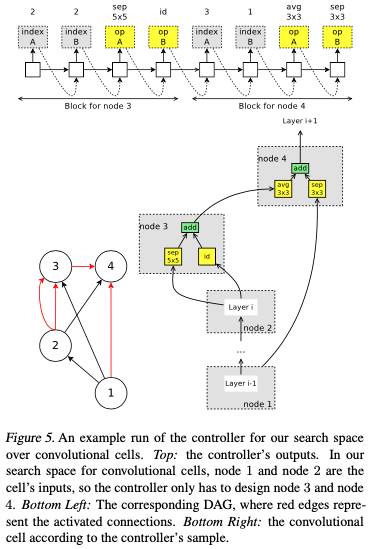 2 2 sep 5x5 id 3 1 avg 3x3 sep 3x3
index A index B op A op B index A index B op A op B
Block for node 3 Block for node 4
Layer i+1
node 4
add
avg 3x3 sep 3x3
node 3
add
sep 5x5 id
Layer i
node 2
...
Layer i-1
node 1
3 4
2
1
Figure 5. An example run of the controller for our search space
over convolutional cells. Top: the controller's outputs. In our
search space for convolutional cells, node 1 and node 2 are the
cell's inputs, so the controller only has to design node 3 and node
4. Bottom Left: The corresponding DAG, where red edges repre-
sent the activated connections. Bottom Right: the convolutional
cell according to the controller's sample.